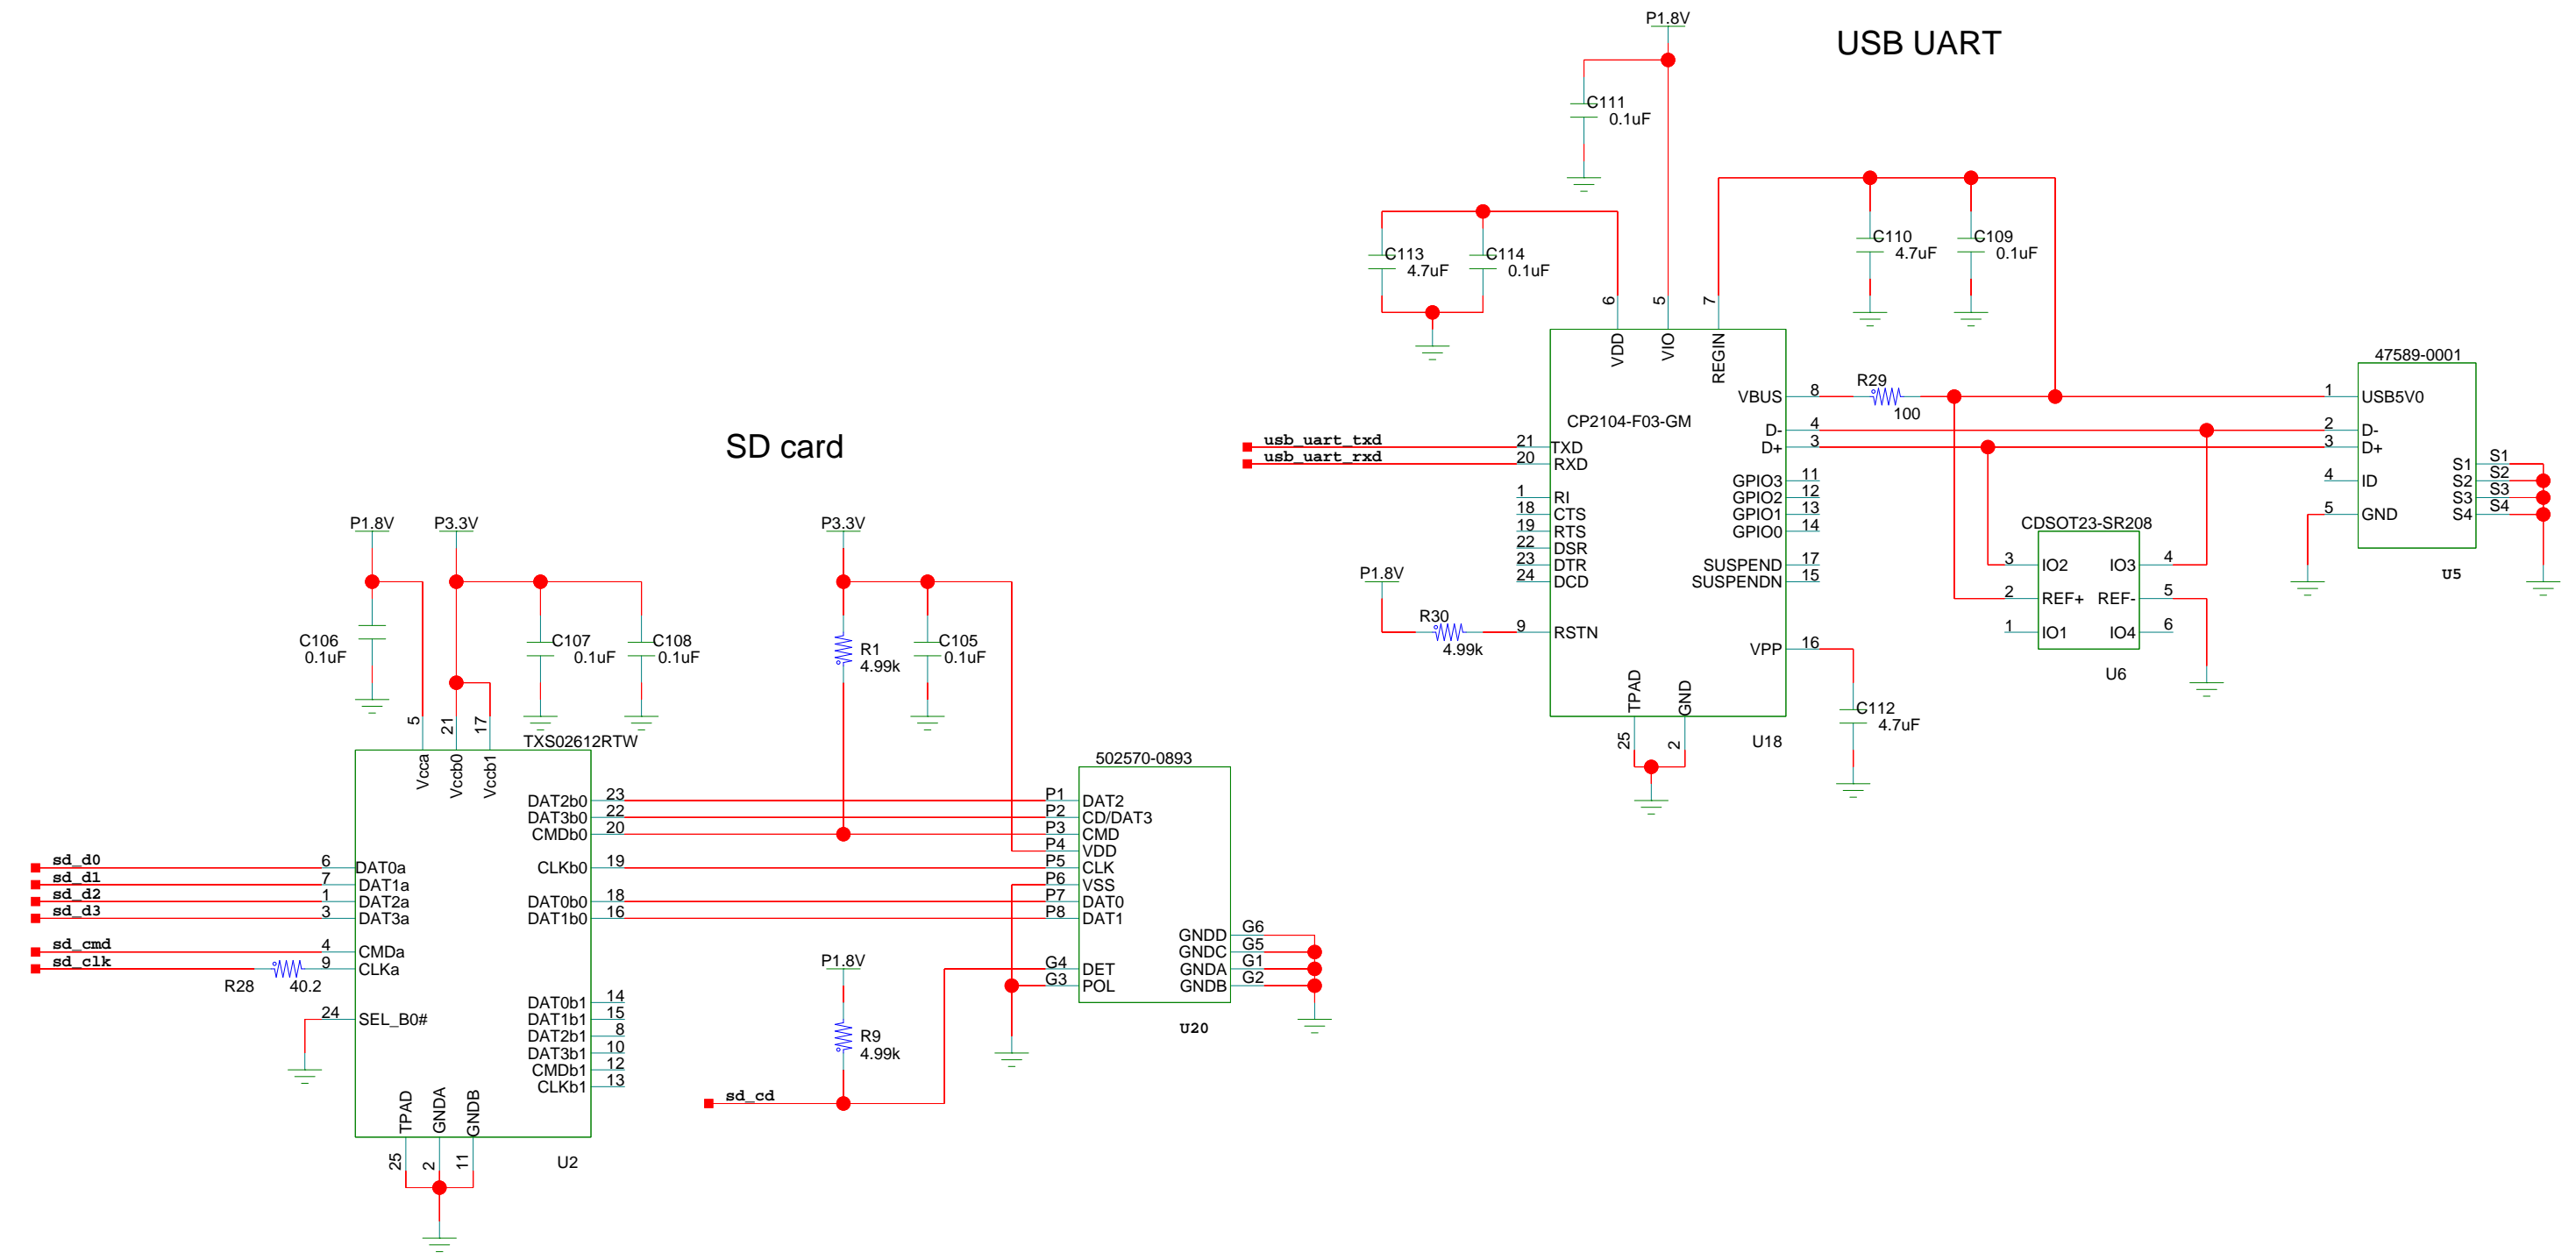 USB UART
P1.8V
C111
0.1uF
C113
4.7uF
C114
0.1uF
C110
4.7uF
C109
0.1uF
6
5
7
VDD
VIO
REGIN
CP2104-F03-GM
usb_uart_txd
21
TXD
usb_uart_rxd
20
RXD
1
RI
18
CTS
19
RTS
22
DSR
23
DTR
24
DCD
P1.8V
R30
4.99k
9
RSTN
VBUS
8
R29
100
D-
4
D+
3
GPIO3
11
GPIO2
12
GPIO1
13
GPIO0
14
SUSPEND
17
SUSPENDN
15
VPP
16
C112
4.7uF
TPAD
GND
25
2
U18
47589-0001
1
USB5V0
2
D-
3
D+
4
ID
5
GND
S1
S1
S2
S2
S3
S3
S4
S4
U5
CDSOT23-SR208
3
IO2
IO3
4
2
REF+
REF-
5
1
IO1
IO4
6
U6
SD card
P1.8V
P3.3V
C106
0.1uF
C107
0.1uF
C108
0.1uF
5
21
17
TXS02612RTW
Vcca
Vccb0
Vccb1
sd_d0
6
DAT0a
sd_d1
7
DAT1a
sd_d2
1
DAT2a
sd_d3
3
DAT3a
sd_cmd
4
CMDa
sd_clk
9
CLKa
R28
40.2
24
SEL_B0#
DAT2b0
23
DAT3b0
22
CMDb0
20
CLKb0
19
DAT0b0
18
DAT1b0
16
DAT0b1
14
DAT1b1
15
DAT2b1
8
DAT3b1
10
CMDb1
12
CLKb1
13
TPAD
GNDA
GNDB
25
2
11
U2
P3.3V
R1
4.99k
C105
0.1uF
P1.8V
R9
4.99k
sd_cd
502570-0893
P1
DAT2
P2
CD/DAT3
P3
CMD
P4
VDD
P5
CLK
P6
VSS
P7
DAT0
P8
DAT1
G4
DET
G3
POL
GNDD
G6
GNDC
G5
GNDA
G1
GNDB
G2
U20